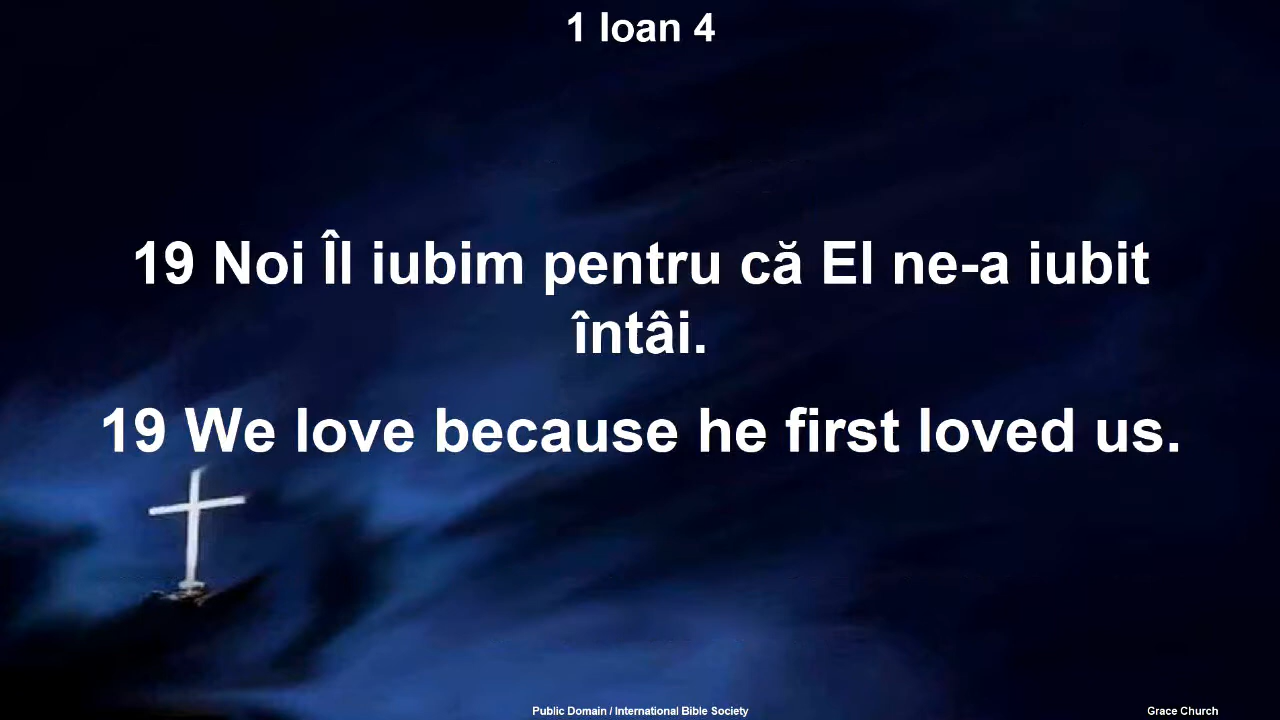 1 Ioan 4
19 Noi Îl iubim pentru că El ne-a iubit
întâi.
19 We love because he first loved us.
Public Domain / International Bible Society
Grace Church